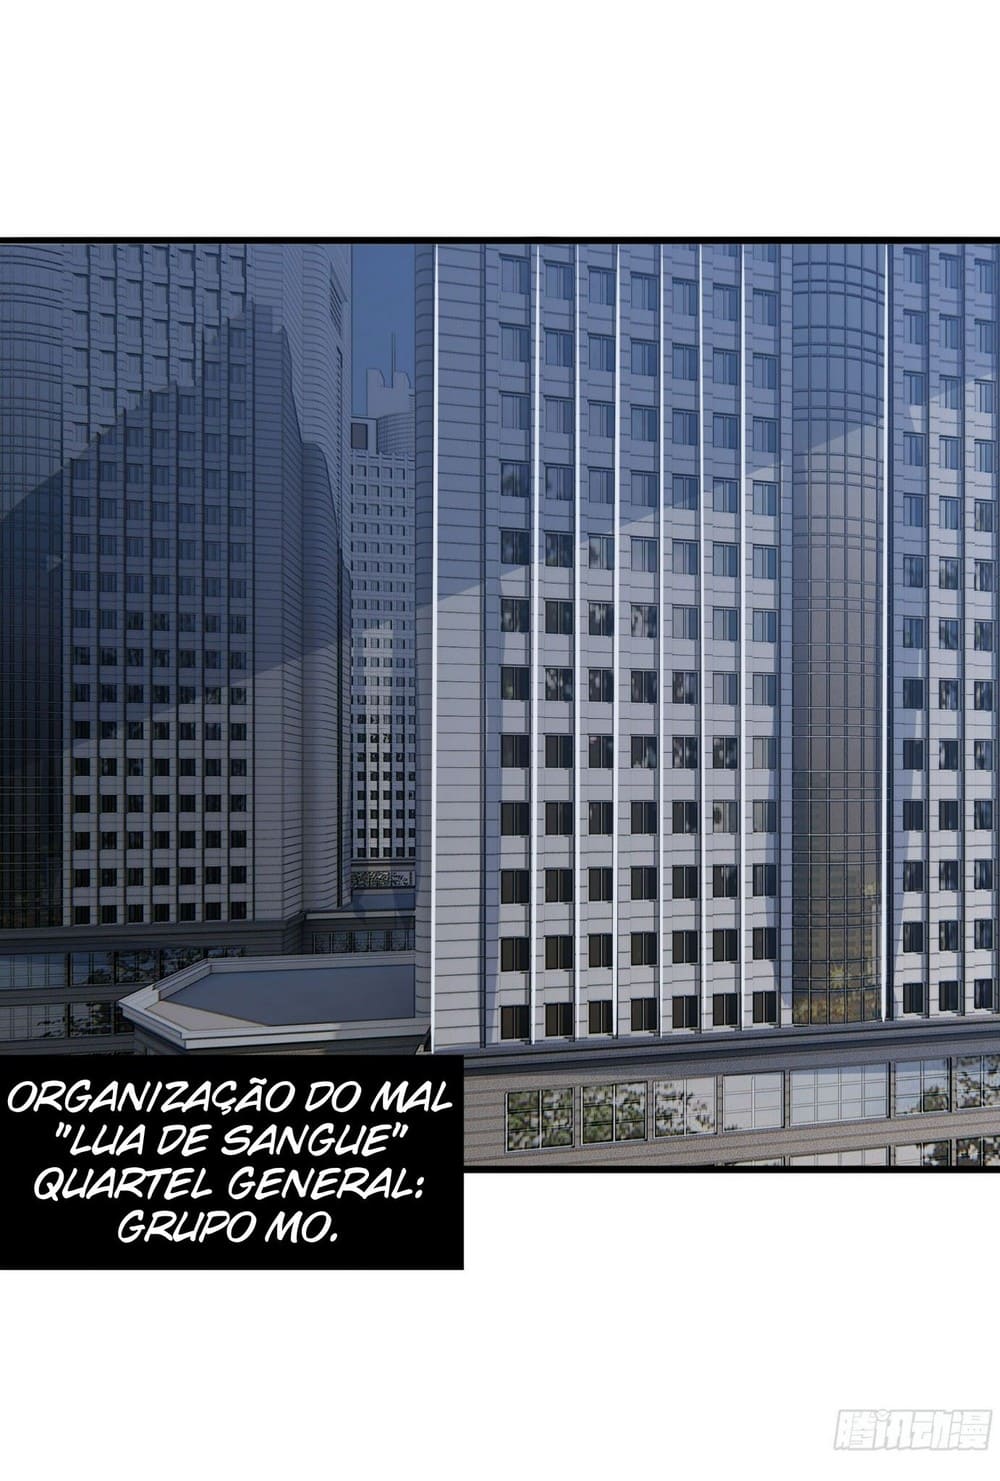 ORGANIZAÇÃO DO MAL
"LUA DE SANGUE"
QUARTEL GENERAL:
GRUPO MO.
腾讯动漫